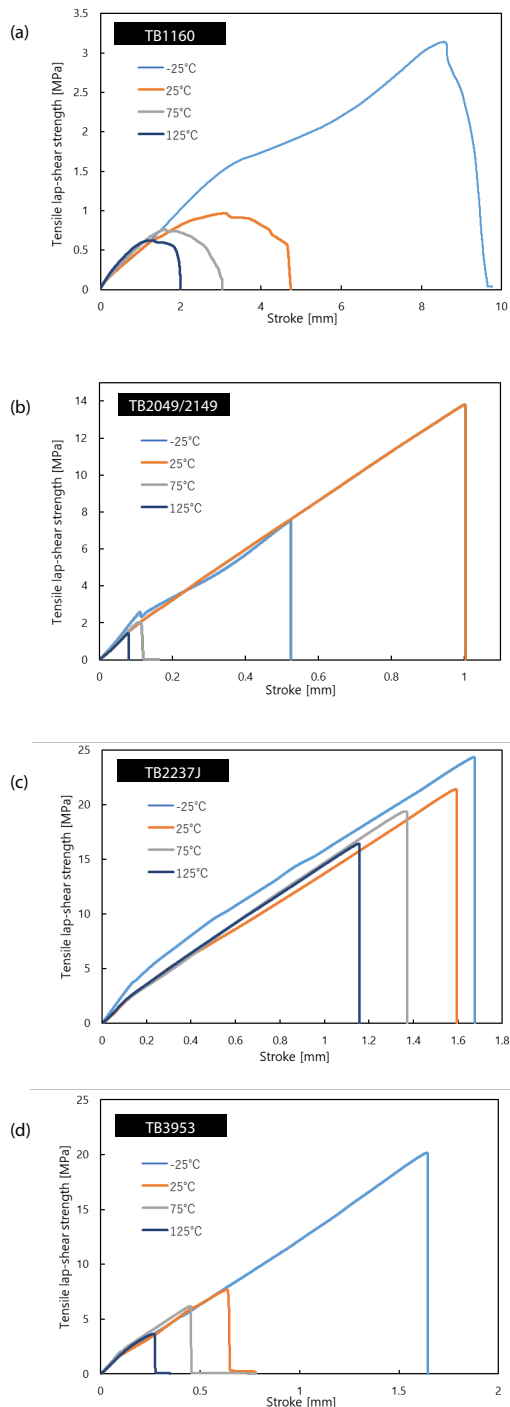 (a)
TB1160
Tensile lap-shear strength [MPa]
3.5
3
2.5
2
1.5
1
0.5
0
-25°C
25°C
75°C
125°C
0 2 4 6 8 10
Stroke [mm]
(b)
TB2049/2149
Tensile lap-shear strength [MPa]
14
12
10
8
6
4
2
0
-25°C
25°C
75°C
125°C
0 0.2 0.4 0.6 0.8 1
Stroke [mm]
(c)
TB2237J
Tensile lap-shear strength [MPa]
25
20
15
10
5
0
-25°C
25°C
75°C
125°C
0 0.2 0.4 0.6 0.8 1 1.2 1.4 1.6 1.8
Stroke [mm]
(d)
TB3953
Tensile lap-shear strength [MPa]
25
20
15
10
5
0
-25°C
25°C
75°C
125°C
0 0.5 1 1.5 2
Stroke [mm]